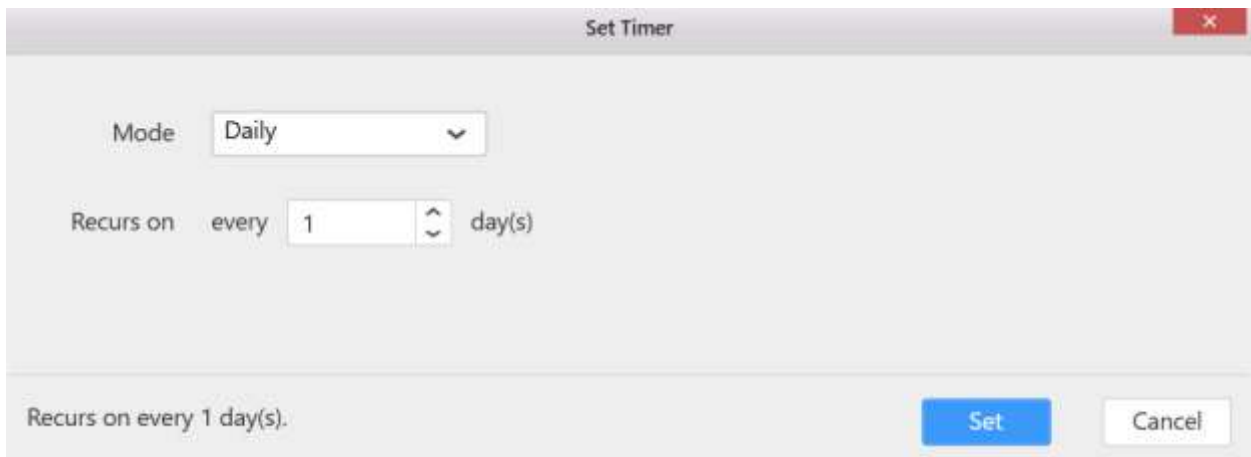 Set Timer
Mode Daily
Recurs on every 1 day(s)
Recurs on every 1 day(s).
Set Cancel